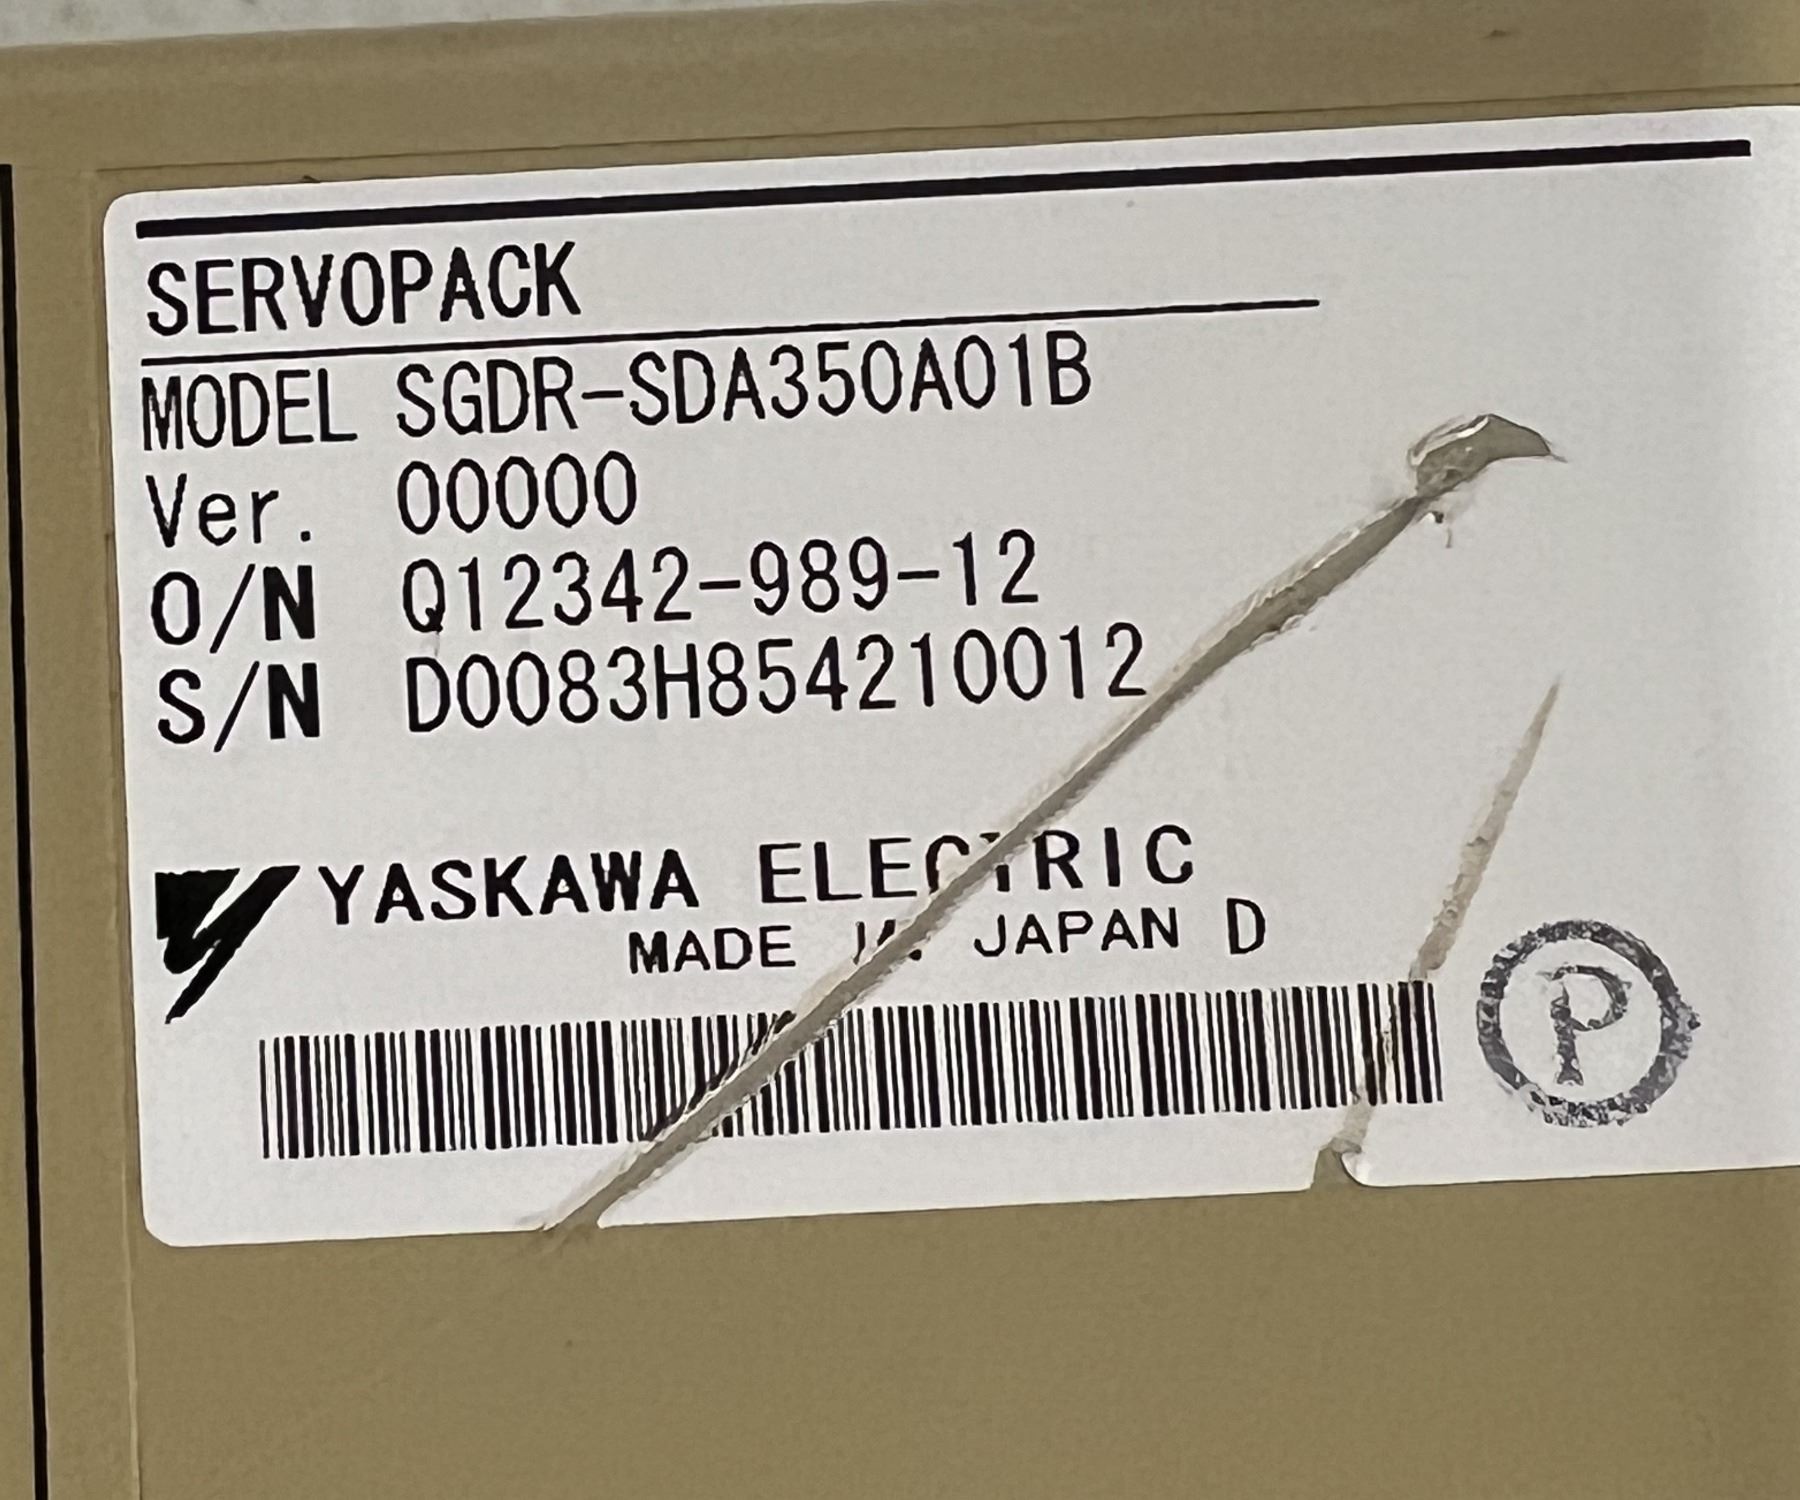 SERVOPACK
MODEL SGDR-SDA350A01B
Ver. 00000
O/N Q12342-989-12
S/N D0083H854210012
YASKAWA ELECTRIC
MADE JAPAN D
P